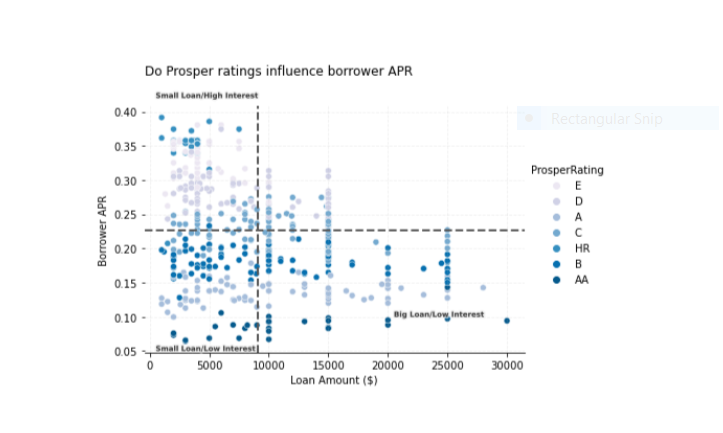 Do Prosper ratings influence borrower APR
Small Loan/High Interest
Rectangular Snip
0.40
0.35
0.30
0.25
0.20
0.15
0.10
0.05
Borrower APR
ProsperRating
E
D
A
C
HR
B
AA
Big Loan/Low Interest
Small Loan/Low Interest
0
5000
10000
15000
20000
25000
30000
Loan Amount ($)